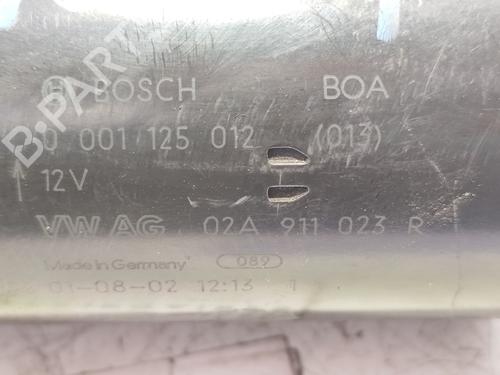 BOSCH BOA
0 001 125 012 (013)
12V
VW AG 02A 911 023 R
Made in Germany 089
01-08-02 12:13 1
B-PARTS